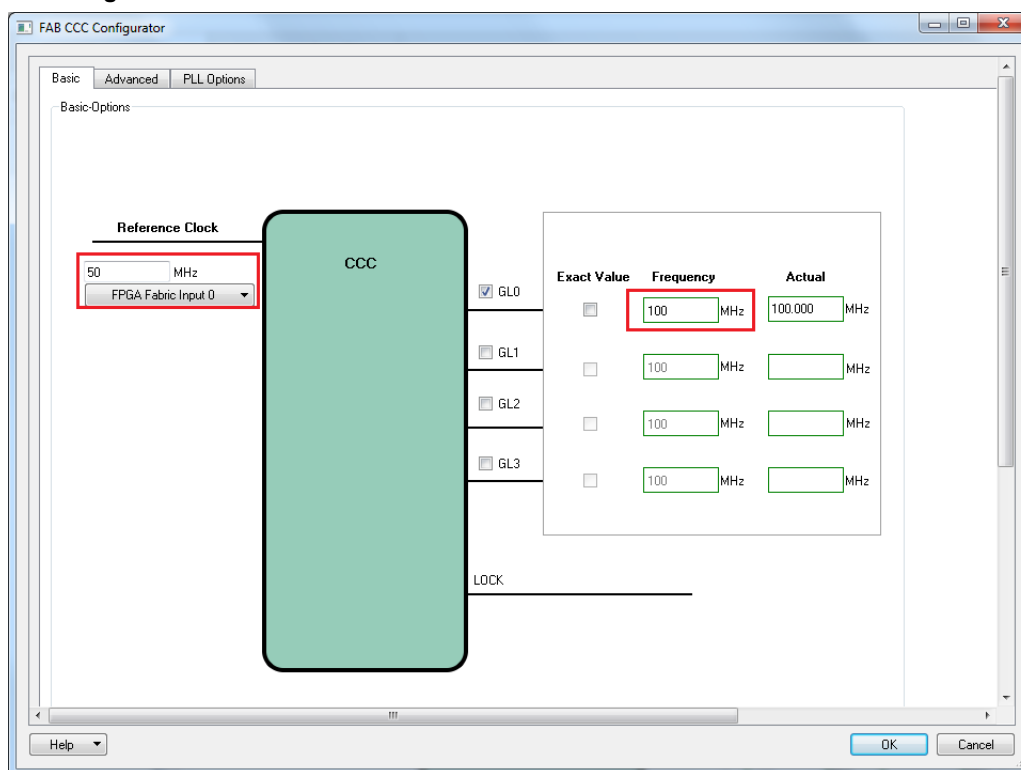 FAB CCC Configurator
Basic Advanced PLL Options
Basic-Options
Reference Clock
50 MHz
FPGA Fabric Input 0
CCC
Exact Value Frequency Actual
GL0
100 MHz 100.000 MHz
GL1
100 MHz MHz
GL2
100 MHz MHz
GL3
100 MHz MHz
LOCK
Help OK Cancel